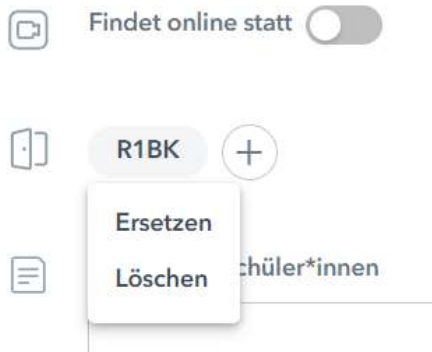 Findet online statt
R1BK
Ersetzen
Löschen
chüler*innen